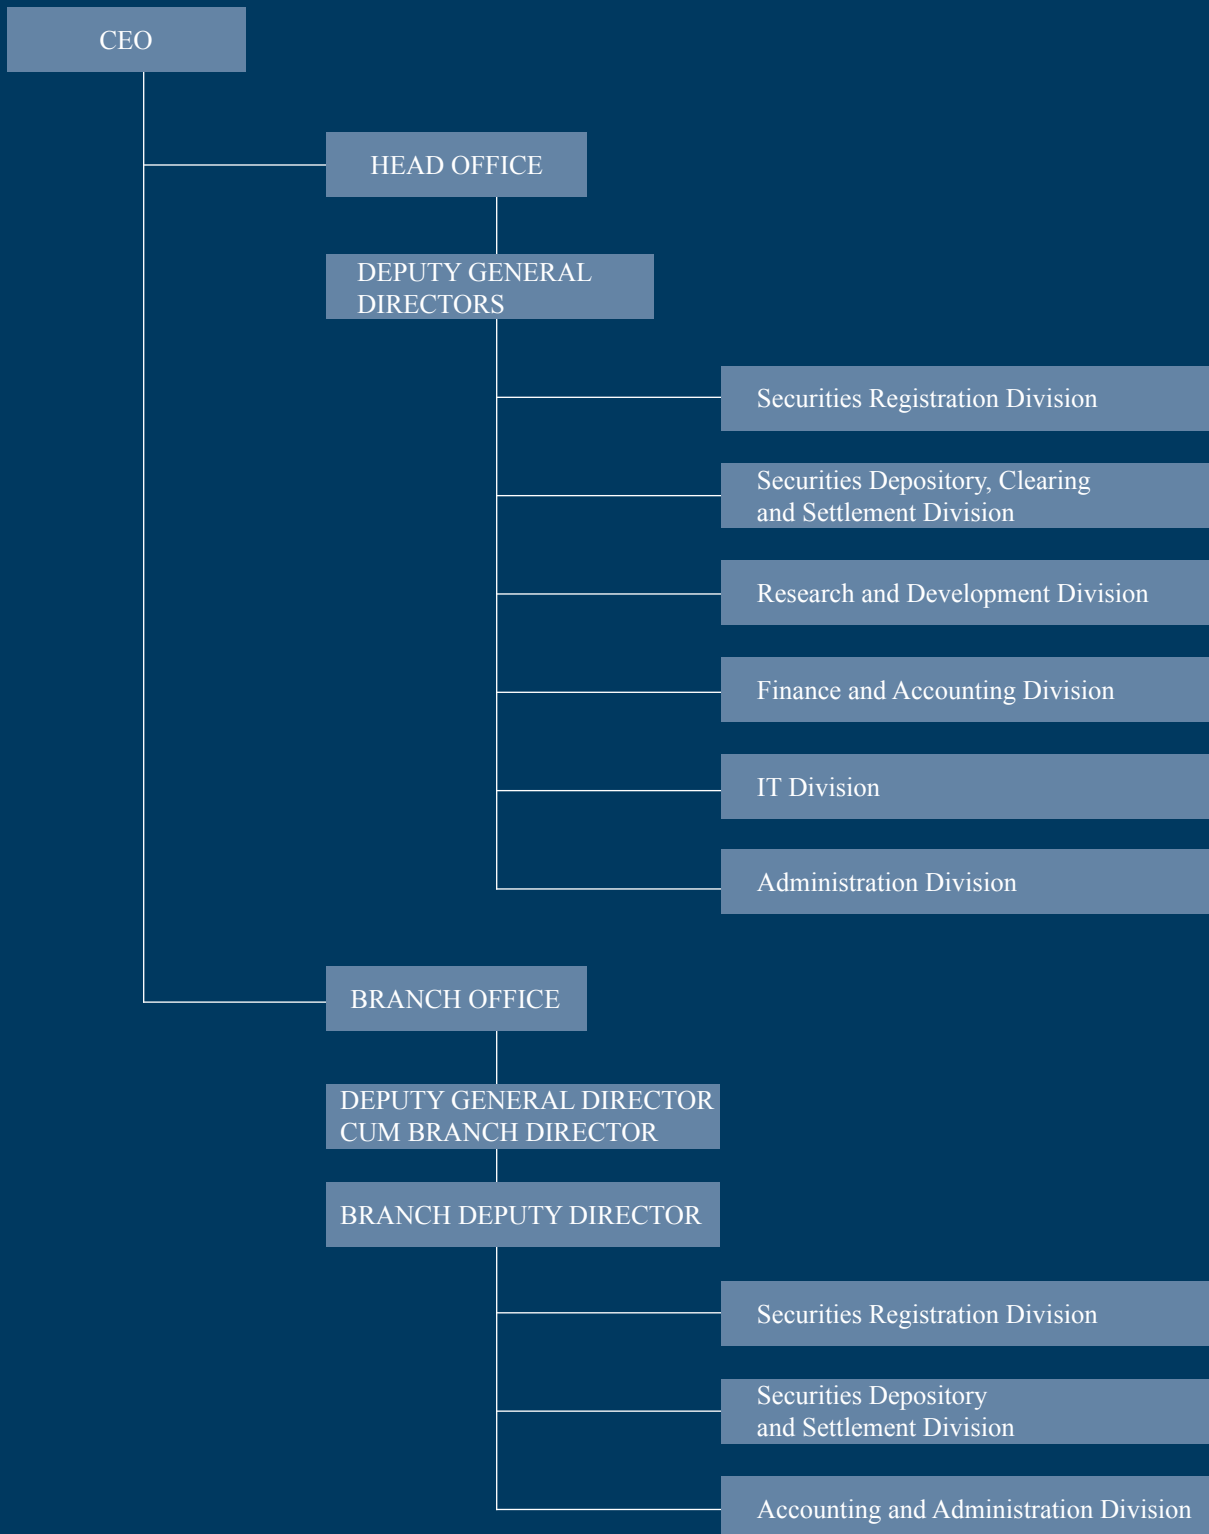 CEO
HEAD OFFICE
DEPUTY GENERAL
DIRECTORS
Securities Registration Division
Securities Depository, Clearing
and Settlement Division
Research and Development Division
Finance and Accounting Division
IT Division
Administration Division
BRANCH OFFICE
DEPUTY GENERAL DIRECTOR
CUM BRANCH DIRECTOR
BRANCH DEPUTY DIRECTOR
Securities Registration Division
Securities Depository
and Settlement Division
Accounting and Administration Division